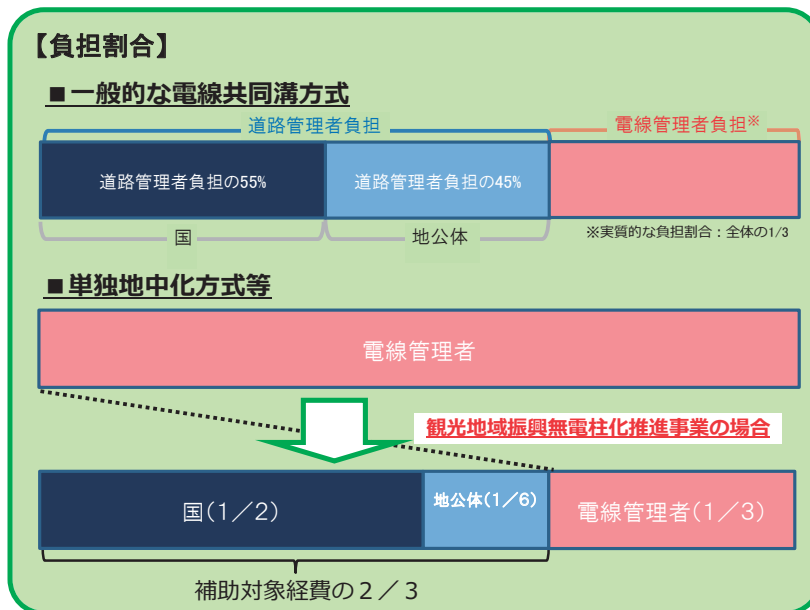 【負担割合】
■一般的な電線共同溝方式
道路管理者負担
電線管理者負担※
道路管理者負担の55%
道路管理者負担の45%
国
地公体
※実質的な負担割合：全体の1/3
■単独地中化方式等
電線管理者
観光地域振興無電柱化推進事業の場合
国(1／2)
地公体(1／6)
電線管理者(1／3)
補助対象経費の２／３